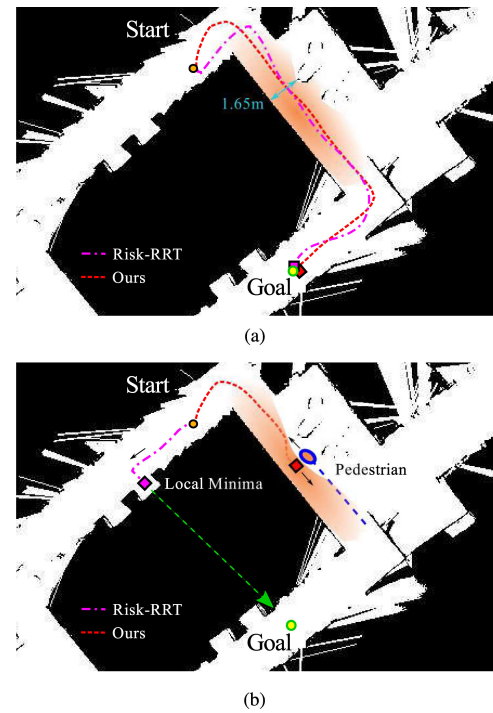 Start
1.65m
Risk-RRT
Ours
Goal
(a)
Start
Pedestrian
Local Minima
Risk-RRT
Ours
Goal
(b)